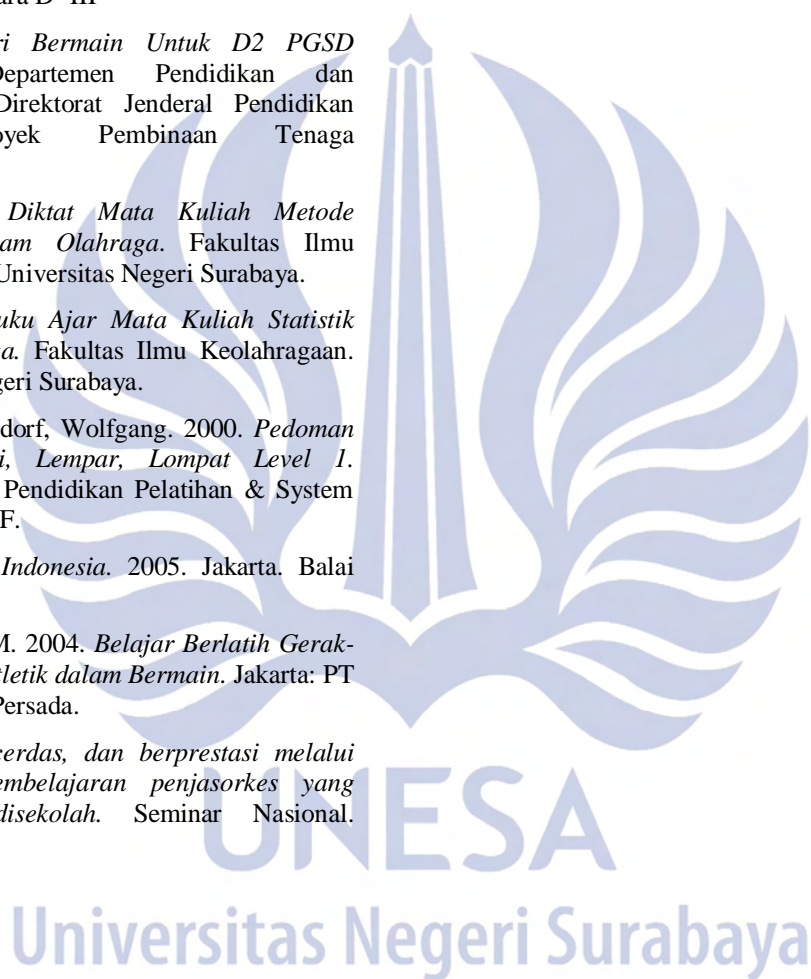 ara D- III
ri Bermain Untuk D2 PGSD
Departemen Pendidikan dan
Direktorat Jenderal Pendidikan
oyek Pembinaan Tenaga
Diktat Mata Kuliah Metode
am Olahraga. Fakultas Ilmu
Universitas Negeri Surabaya.
uku Ajar Mata Kuliah Statistik
a. Fakultas Ilmu Keolahragaan.
geri Surabaya.
dorf, Wolfgang. 2000. Pedoman
i, Lempar, Lompat Level 1.
Pendidikan Pelatihan & System
F.
Indonesia. 2005. Jakarta. Balai
M. 2004. Belajar Berlatih Gerak-
tletik dalam Bermain. Jakarta: PT
Persada.
cerdas, dan berprestasi melalui
embelajaran penjasorkes yang
disekolah. Seminar Nasional.
UNESA
Universitas Negeri Surabaya